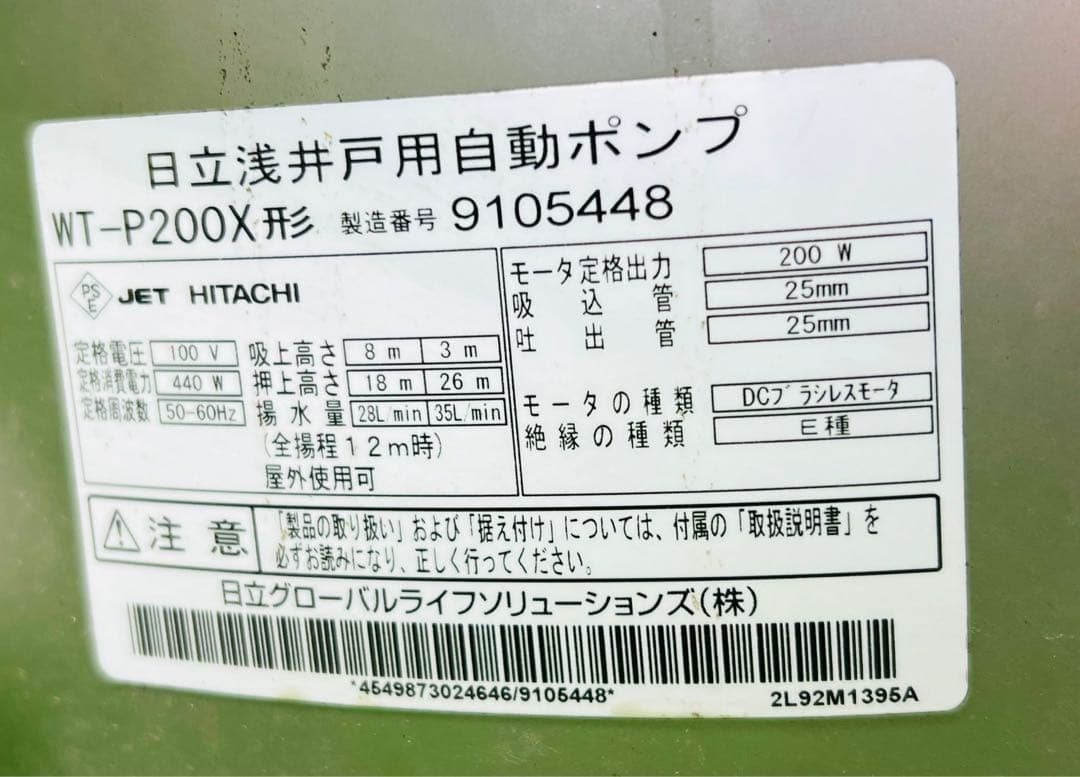 日立浅井戸用自動ポンプ
WT-P200X形 製造番号 9105448
PSE JET HITACHI
定格電圧 100 V 吸上高さ 8 m 3 m
定格消費電力 440 W 押上高さ 18 m 26 m
定格周波数 50-60Hz 揚水量 28L/min 35L/min
(全揚程12m時)
屋外使用可
モータ定格出力 200 W
吸込管 25mm
吐出管 25mm
モータの種類 DCブラシレスモータ
絶縁の種類 E種
注意 「製品の取り扱い」および「据え付け」については、付属の「取扱説明書」を
必ずお読みになり、正しく行ってください。
日立グローバルライフソリューションズ(株)
*4549873024646/9105448*
2L92M1395A